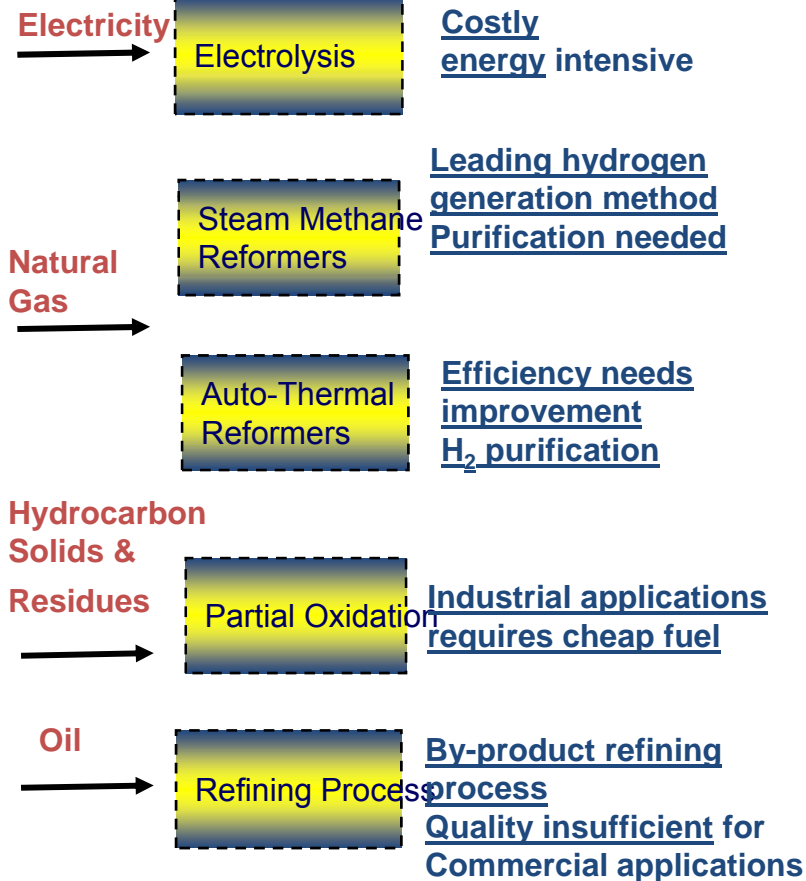 Electricity
Electrolysis
Costly
energy intensive
Natural
Gas
Steam Methane
Reformers
Leading hydrogen
generation method
Purification needed
Auto-Thermal
Reformers
Efficiency needs
improvement
H₂ purification
Hydrocarbon
Solids &
Residues
Partial Oxidation
Industrial applications
requires cheap fuel
Oil
Refining Process
By-product refining
process
Quality insufficient for
Commercial applications